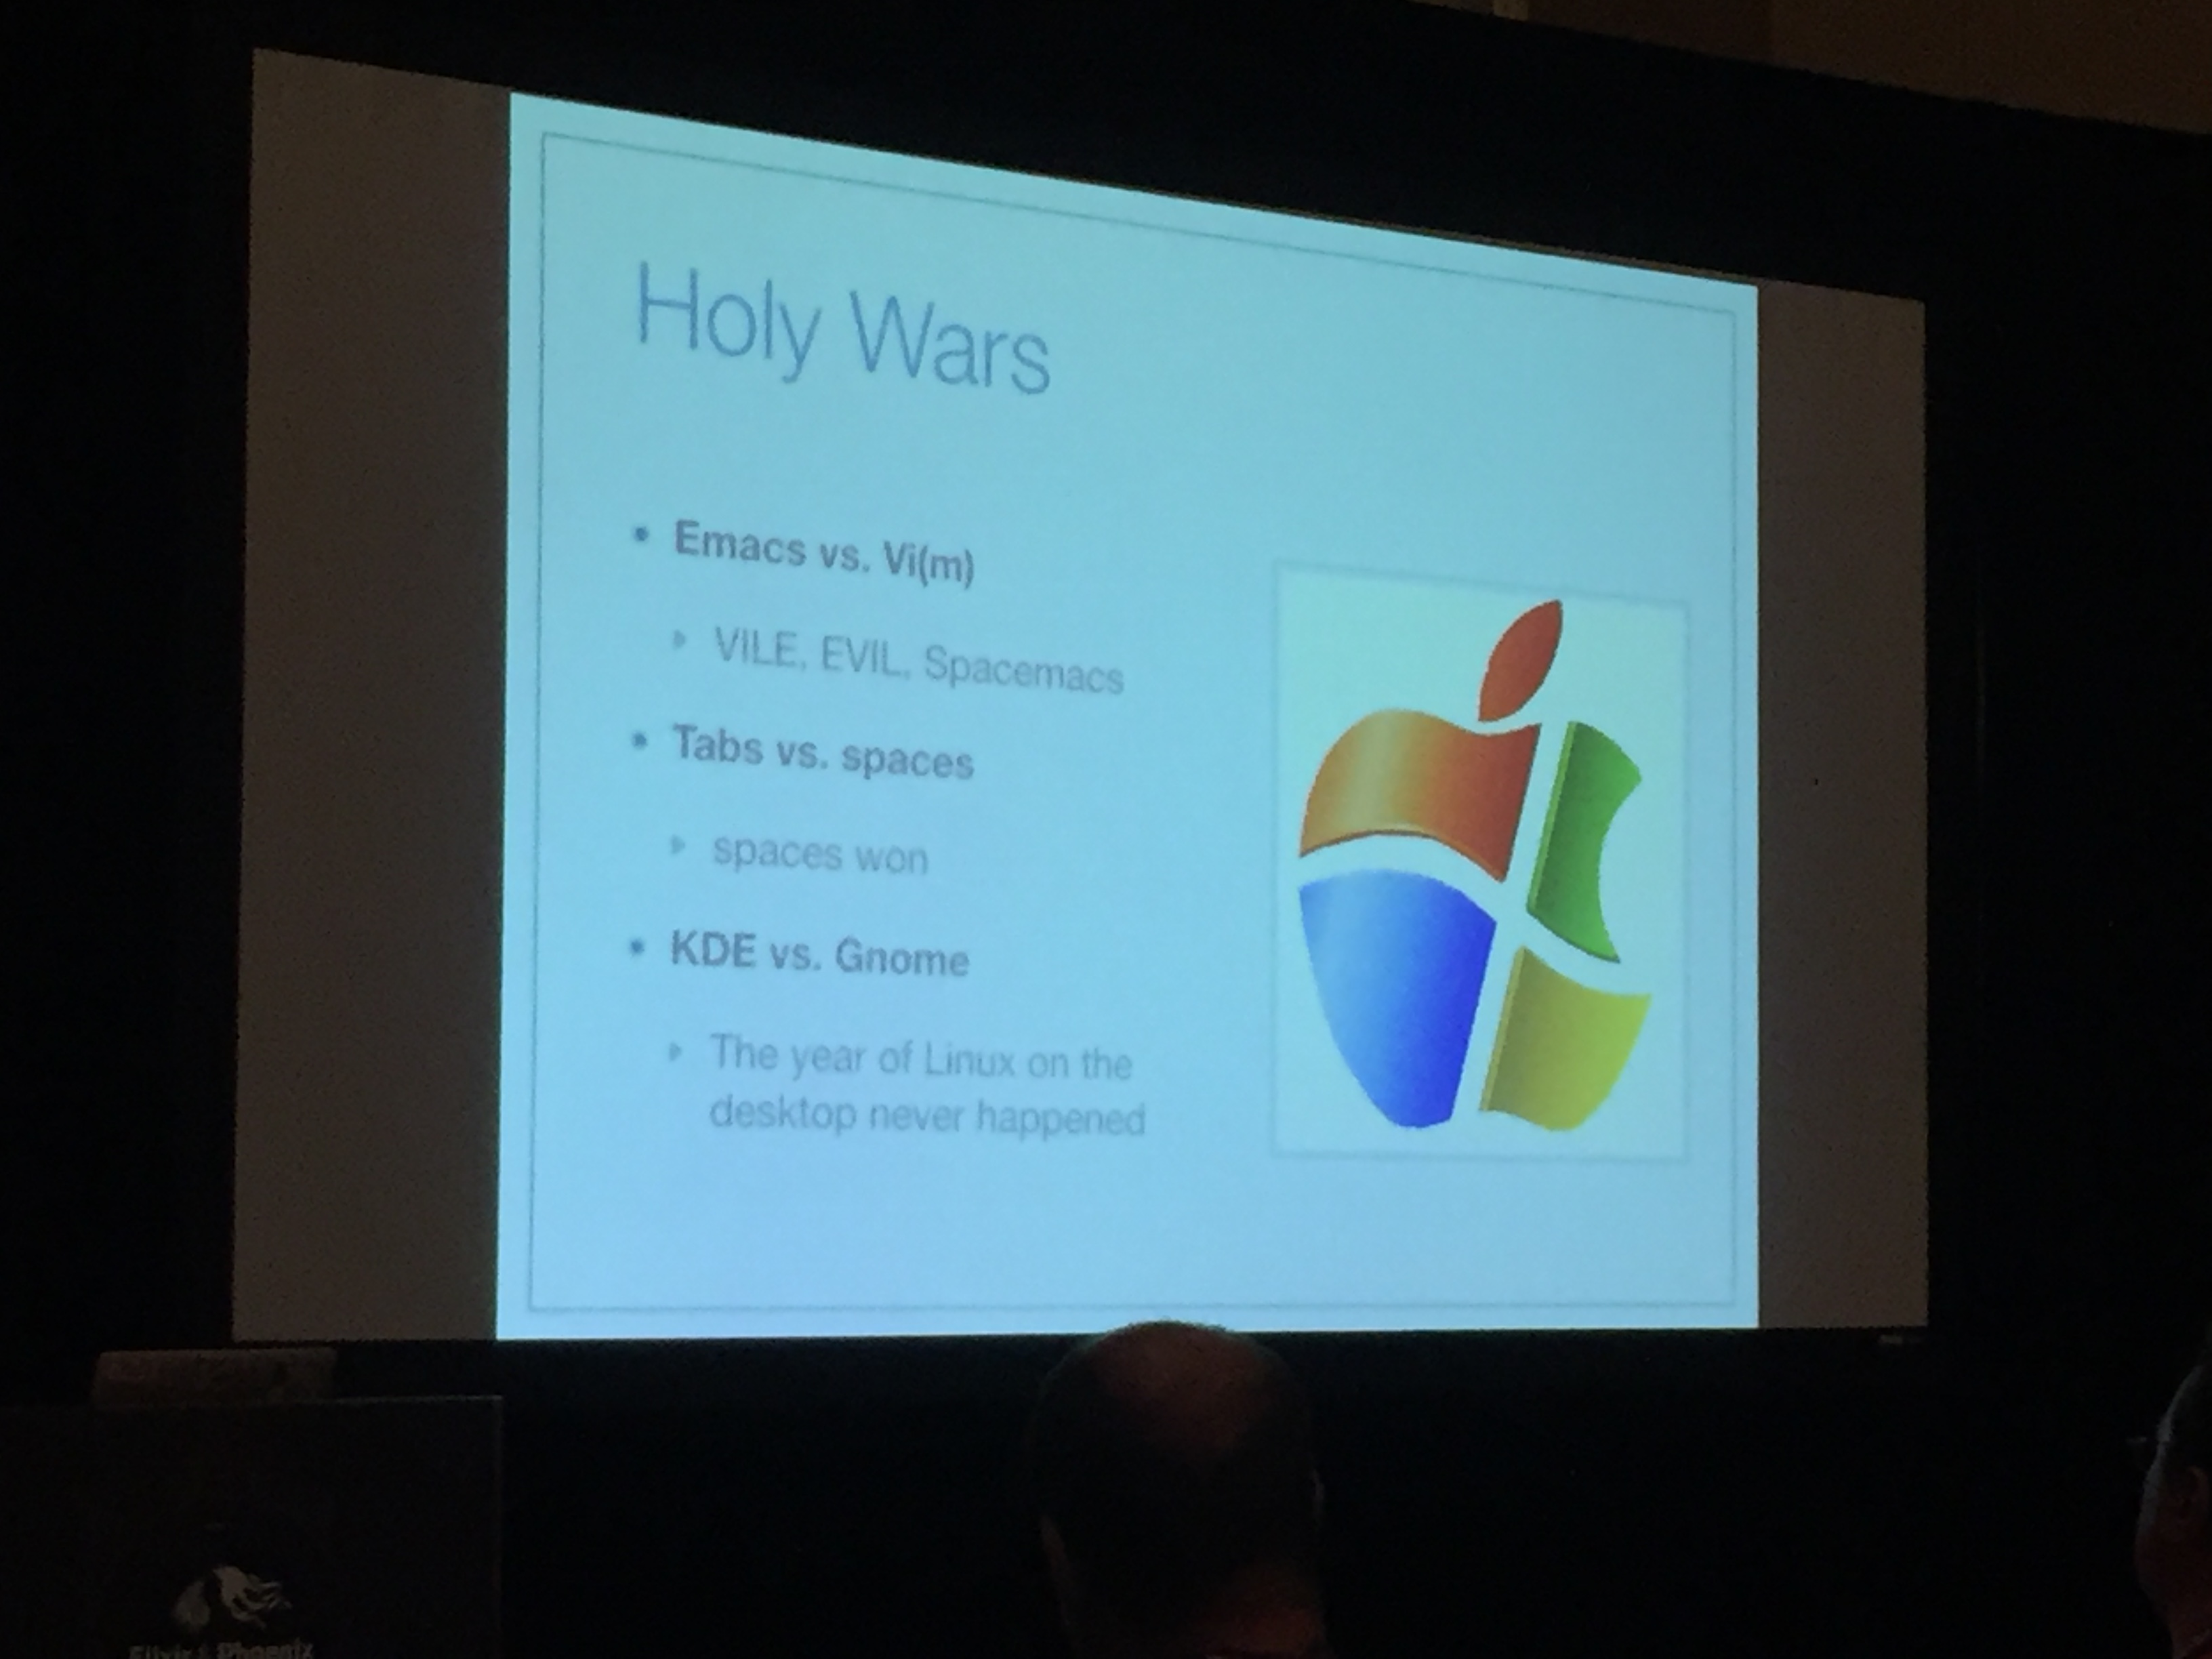 Holy Wars
• Emacs vs. Vi(m)
▸ VILE, EVIL, Spacemacs
• Tabs vs. spaces
▸ spaces won
• KDE vs. Gnome
▸ The year of Linux on the
desktop never happened
Phoenix